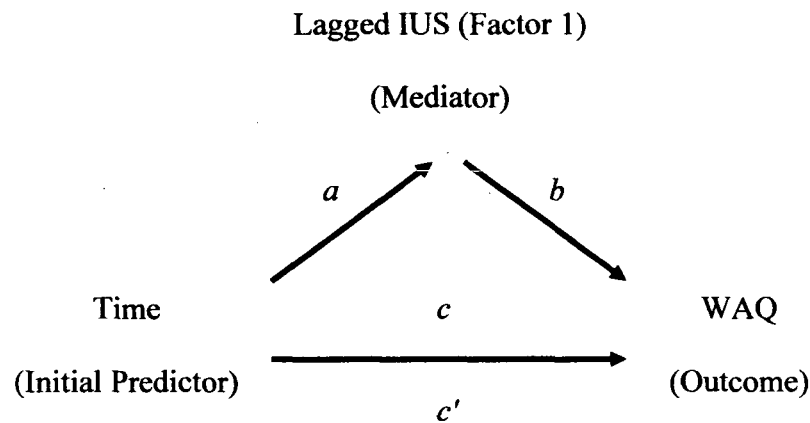 Lagged IUS (Factor 1)
(Mediator)
a
b
Time
c
WAQ
(Initial Predictor)
(Outcome)
c'